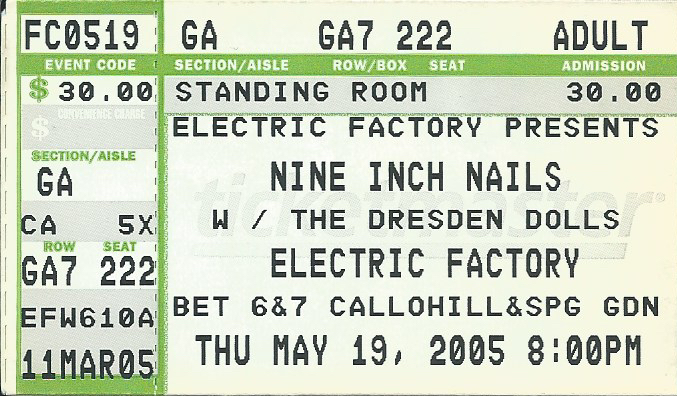 FC0519 GA GA7 222 ADULT
EVENT CODE SECTION/AISLE ROW/BOX SEAT ADMISSION
$ 30.00 STANDING ROOM 30.00
$ CONVENIENCE CHARGE
ELECTRIC FACTORY PRESENTS
SECTION/AISLE
GA
NINE INCH NAILS
ticketmaster®
CA 5X
W / THE DRESDEN DOLLS
ROW SEAT
GA7 222
ELECTRIC FACTORY
EFW610A
BET 6&7 CALLOHILL&SPG GDN
11MAR05
THU MAY 19, 2005 8:00PM